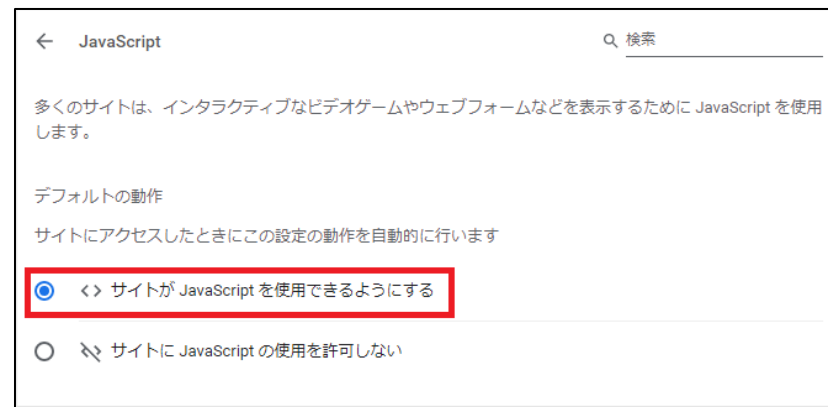 JavaScript
検索
多くのサイトは、インタラクティブなビデオゲームやウェブフォームなどを表示するために JavaScript を使用
します。
デフォルトの動作
サイトにアクセスしたときにこの設定の動作を自動的に行います
サイトが JavaScript を使用できるようにする
サイトに JavaScript の使用を許可しない